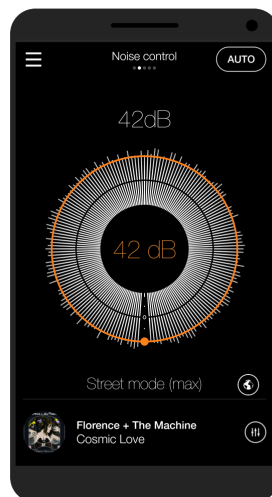 Noise control
AUTO
42dB
42 dB
Street mode (max)
Florence + The Machine
Cosmic Love